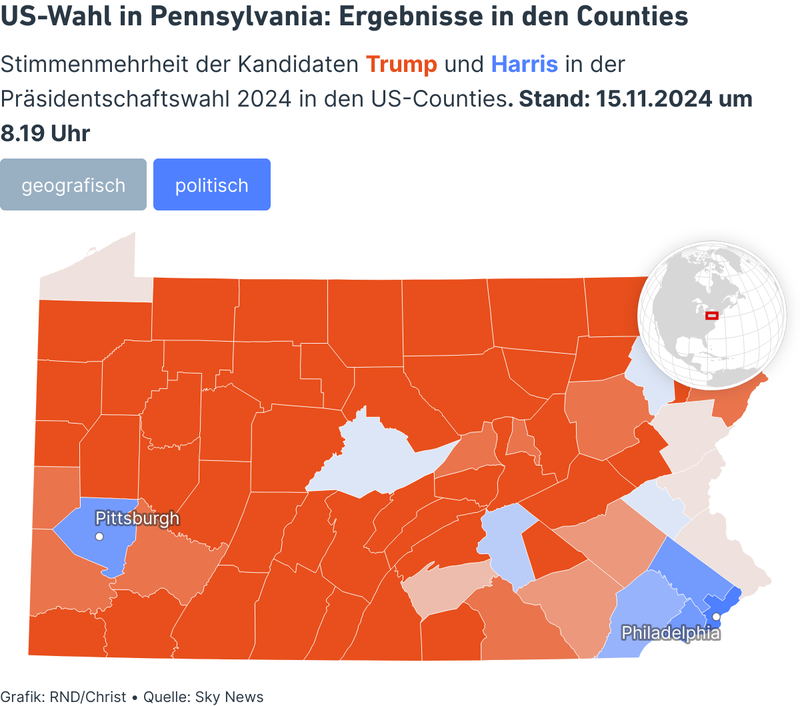 US-Wahl in Pennsylvania: Ergebnisse in den Counties
Stimmenmehrheit der Kandidaten Trump und Harris in der
Präsidentschaftswahl 2024 in den US-Counties. Stand: 15.11.2024 um
8.19 Uhr
geografisch politisch
Pittsburgh
Philadelphia
Grafik: RND/Christ • Quelle: Sky News